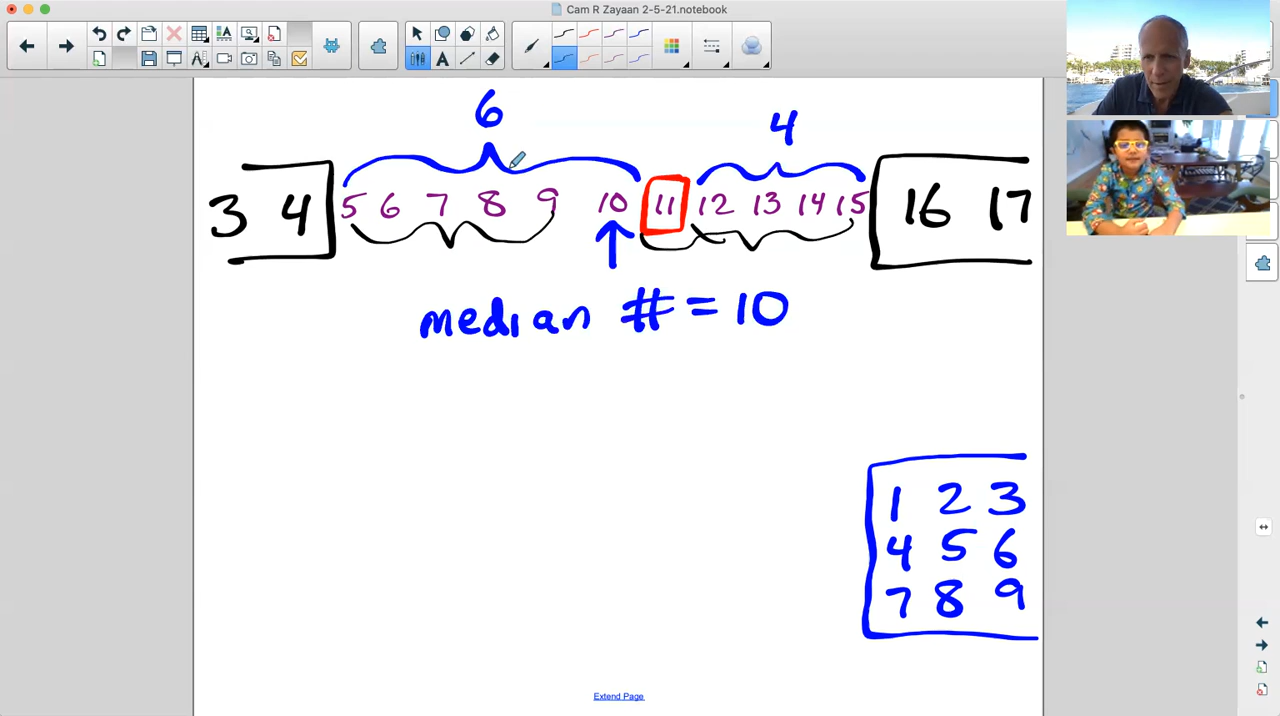 Cam R Zayaan 2-5-21.notebook
6 4
3 4 5 6 7 8 9 10 11 12 13 14 15 16 17
median # = 10
1 2 3
4 5 6
7 8 9
Extend Page